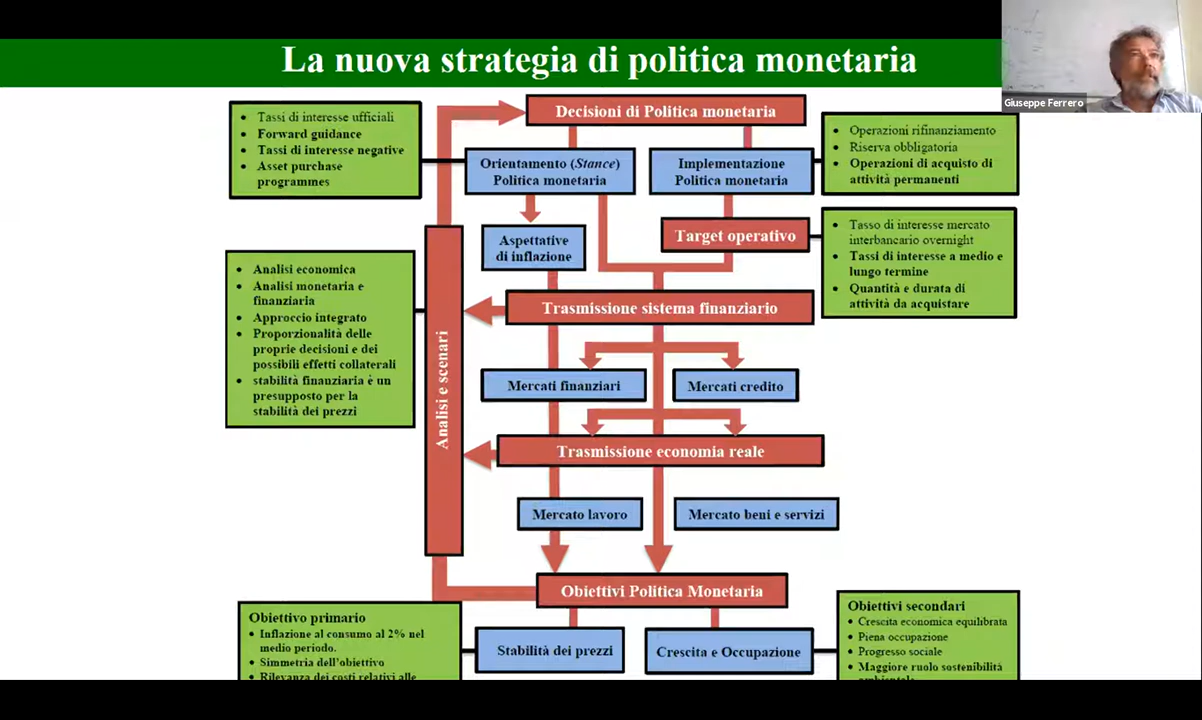 La nuova strategia di politica monetaria
Giuseppe Ferrero
Tassi di interesse ufficiali
Forward guidance
Tassi di interesse negative
Asset purchase
programmes
Decisioni di Politica monetaria
Orientamento (Stance)
Politica monetaria
Implementazione
Politica monetaria
Operazioni rifinanziamento
Riserva obbligatoria
Operazioni di acquisto di
attività permanenti
Aspettative
di inflazione
Target operativo
Tasso di interesse mercato
interbancario overnight
Tassi di interesse a medio e
lungo termine
Quantità e durata di
attività da acquistare
Analisi economica
Analisi monetaria e
finanziaria
Approccio integrato
Proporzionalità delle
proprie decisioni e dei
possibili effetti collaterali
stabilità finanziaria è un
presupposto per la
stabilità dei prezzi
Analisi e scenari
Trasmissione sistema finanziario
Mercati finanziari
Mercati credito
Trasmissione economia reale
Mercato lavoro
Mercato beni e servizi
Obiettivi Politica Monetaria
Obiettivo primario
Inflazione al consumo al 2% nel
medio periodo.
Simmetria dell'obiettivo
Rilevanza dei costi relativi alle
Stabilità dei prezzi
Crescita e Occupazione
Obiettivi secondari
Crescita economica equilibrata
Piena occupazione
Progresso sociale
Maggiore ruolo sostenibilità